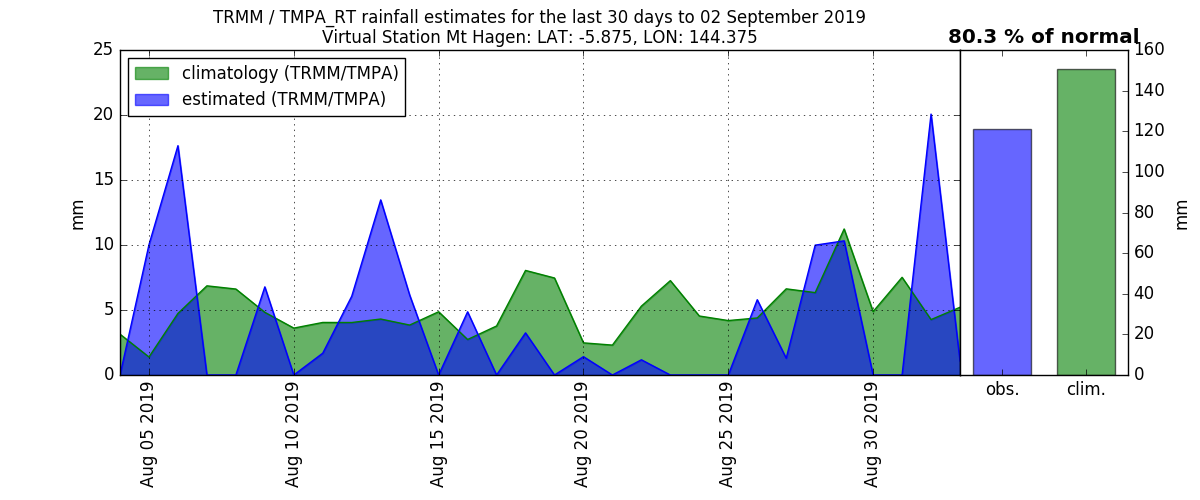 TRMM / TMPA_RT rainfall estimates for the last 30 days to 02 September 2019
Virtual Station Mt Hagen: LAT: -5.875, LON: 144.375
80.3 % of normal
climatology (TRMM/TMPA)
estimated (TRMM/TMPA)
25
20
15
10
5
0
mm
Aug 05 2019
Aug 10 2019
Aug 15 2019
Aug 20 2019
Aug 25 2019
Aug 30 2019
obs.
clim.
160
140
120
100
80
60
40
20
0
mm